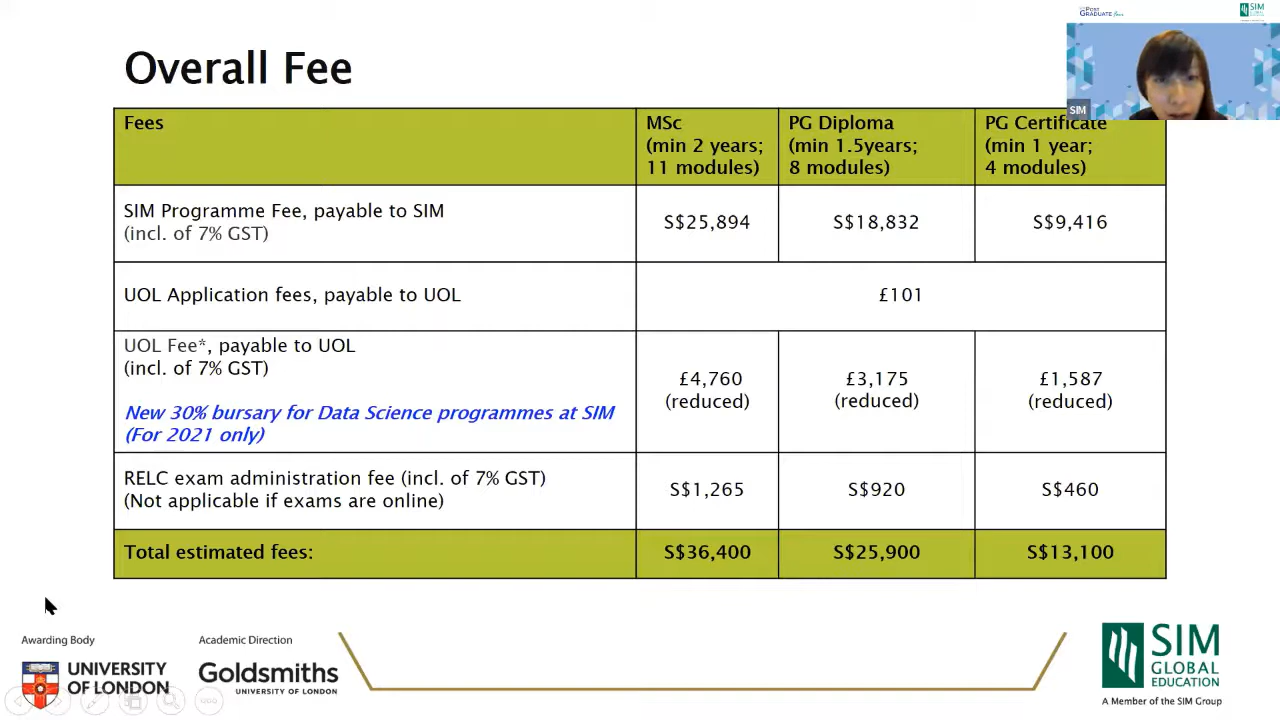 Post
GRADUATE fair
SIM
GLOBAL
EDUCATION
SIM
Overall Fee
Fees
MSc
(min 2 years;
11 modules)
PG Diploma
(min 1.5years;
8 modules)
PG Certificate
(min 1 year;
4 modules)
SIM Programme Fee, payable to SIM
(incl. of 7% GST)
S$25,894
S$18,832
S$9,416
UOL Application fees, payable to UOL
£101
UOL Fee*, payable to UOL
(incl. of 7% GST)
New 30% bursary for Data Science programmes at SIM
(For 2021 only)
£4,760
(reduced)
£3,175
(reduced)
£1,587
(reduced)
RELC exam administration fee (incl. of 7% GST)
(Not applicable if exams are online)
S$1,265
S$920
S$460
Total estimated fees:
S$36,400
S$25,900
S$13,100
Awarding Body
UNIVERSITY
OF LONDON
Academic Direction
Goldsmiths
UNIVERSITY OF LONDON
SIM
GLOBAL
EDUCATION
A Member of the SIM Group